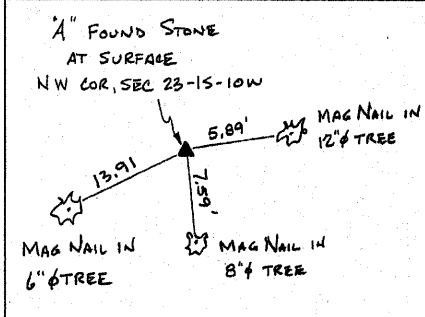 "A" FOUND STONE
AT SURFACE
NW COR, SEC 23-1S-10W
5.89'
MAG NAIL IN
12"φ TREE
13.91
7.59'
MAG NAIL IN
6"φ TREE
MAG NAIL IN
8"φ TREE